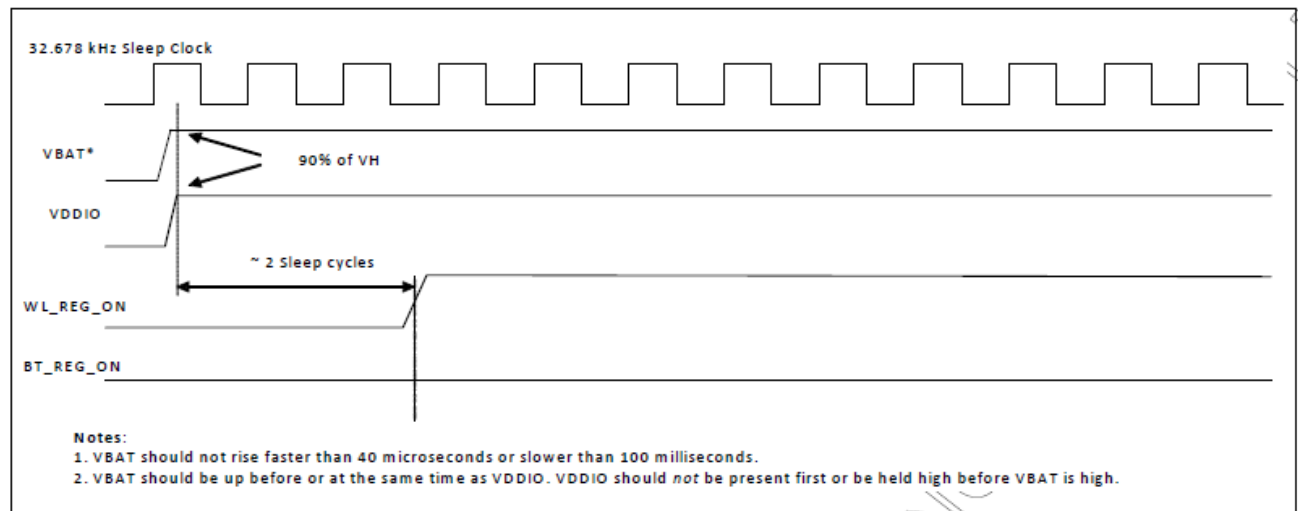 32.678 kHz Sleep Clock
VBAT*
90% of VH
VDDIO
~ 2 Sleep cycles
WL_REG_ON
BT_REG_ON
Notes:
1. VBAT should not rise faster than 40 microseconds or slower than 100 milliseconds.
2. VBAT should be up before or at the same time as VDDIO. VDDIO should not be present first or be held high before VBAT is high.